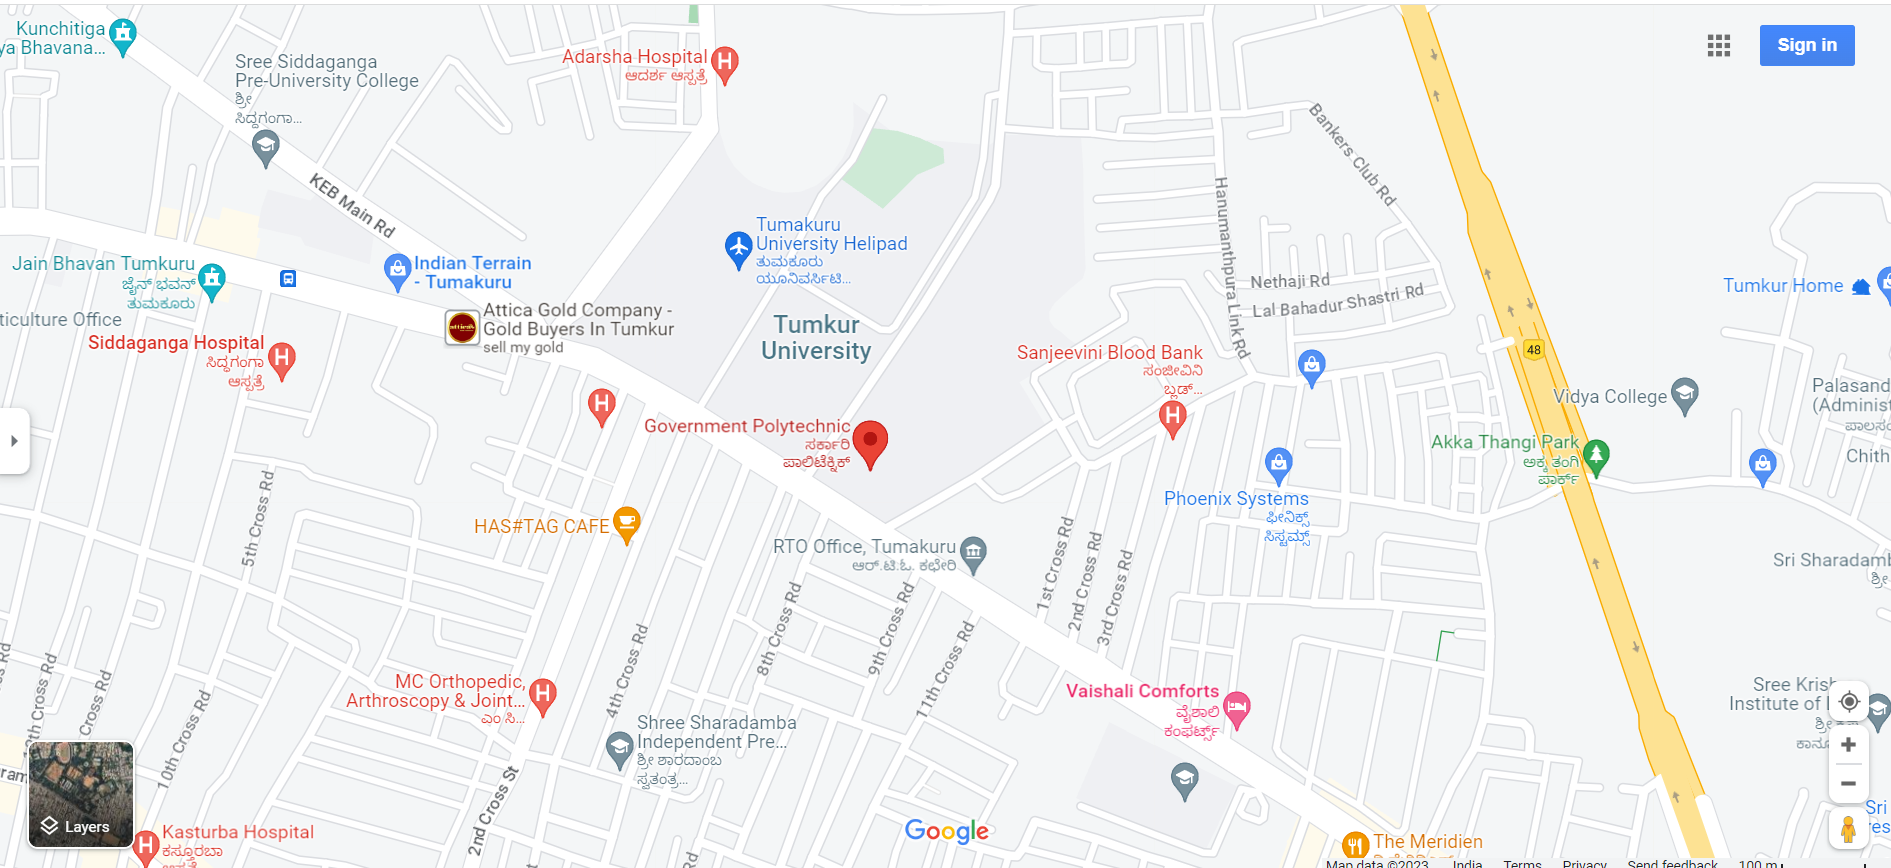 Kunchitiga
ya Bhavana...
Sree Siddaganga
Pre-University College
ಶ್ರೀ
ಸಿದ್ಧಗಂಗಾ...
Adarsha Hospital
ಆದರ್ಶ ಆಸ್ಪತ್ರೆ
Sign in
Bankers Club Rd
KEB Main Rd
Hanumanthpura Link Rd
Tumakuru
University Helipad
ತುಮಕೂರು
ಯೂನಿವರ್ಸಿಟಿ...
Jain Bhavan Tumkuru
ಜೈನ್ ಭವನ್
ತುಮಕೂರು
Indian Terrain
- Tumakuru
Nethaji Rd
Lal Bahadur Shastri Rd
Tumkur Home
ticulture Office
Attica Gold Company -
Gold Buyers In Tumkur
sell my gold
Tumkur
University
48
Siddaganga Hospital
ಸಿದ್ಧಗಂಗಾ
ಆಸ್ಪತ್ರೆ
Sanjeevini Blood Bank
ಸಂಜೀವಿನಿ
ಬ್ಲಡ್...
Vidya College
Palasand
(Administ
ಪಾಲಸಂ
Chith
Government Polytechnic
ಸರ್ಕಾರಿ
ಪಾಲಿಟೆಕ್ನಿಕ್
Akka Thangi Park
ಅಕ್ಕ ತಂಗಿ
ಪಾರ್ಕ್
Phoenix Systems
ಫೀನಿಕ್ಸ್
ಸಿಸ್ಟಮ್ಸ್
5th Cross Rd
HAS#TAG CAFE
RTO Office, Tumakuru
ಆರ್.ಟಿ.ಓ. ಕಛೇರಿ
1st Cross Rd
2nd Cross Rd
3rd Cross Rd
Sri Sharadamb
ಶ್ರೀ
8th Cross Rd
9th Cross Rd
11th Cross Rd
4th Cross Rd
MC Orthopedic,
Arthroscopy & Joint...
ಎಂ ಸಿ...
Vaishali Comforts
ವೈಶಾಲಿ
ಕಂಫರ್ಟ್ಸ್
Sree Krish
Institute of
Shree Sharadamba
Independent Pre...
ಶ್ರೀ ಶಾರದಾಂಬ
ಸ್ವತಂತ್ರ...
10th Cross Rd
2nd Cross St
Layers
Kasturba Hospital
ಕಸ್ತೂರಬಾ
Google
The Meridien
Sri
Map data ©2023 India Terms Privacy Send feedback 100 m